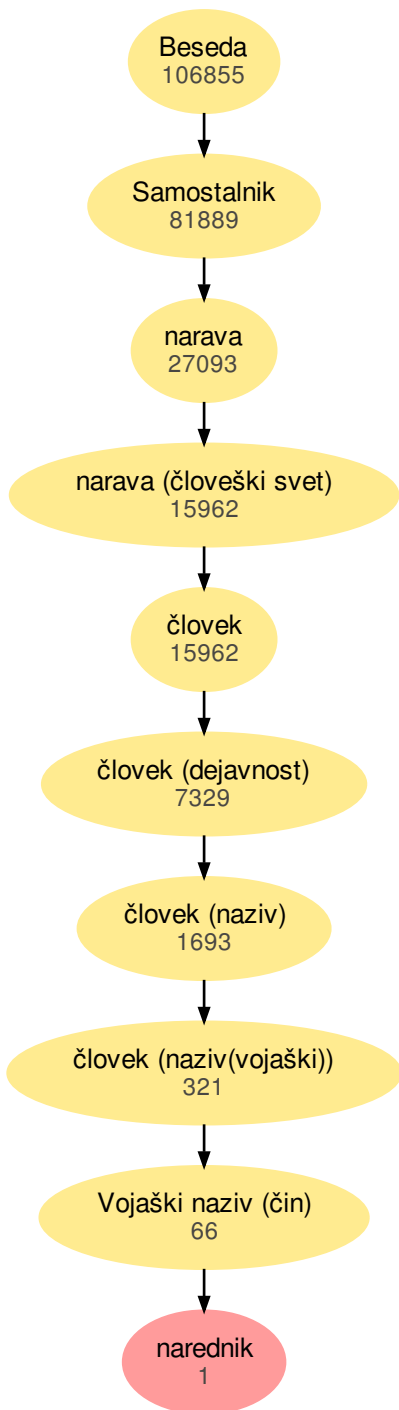 Beseda
106855
Samostalnik
81889
narava
27093
narava (človeški svet)
15962
človek
15962
človek (dejavnost)
7329
človek (naziv)
1693
človek (naziv(vojaški))
321
Vojaški naziv (čin)
66
narednik
1